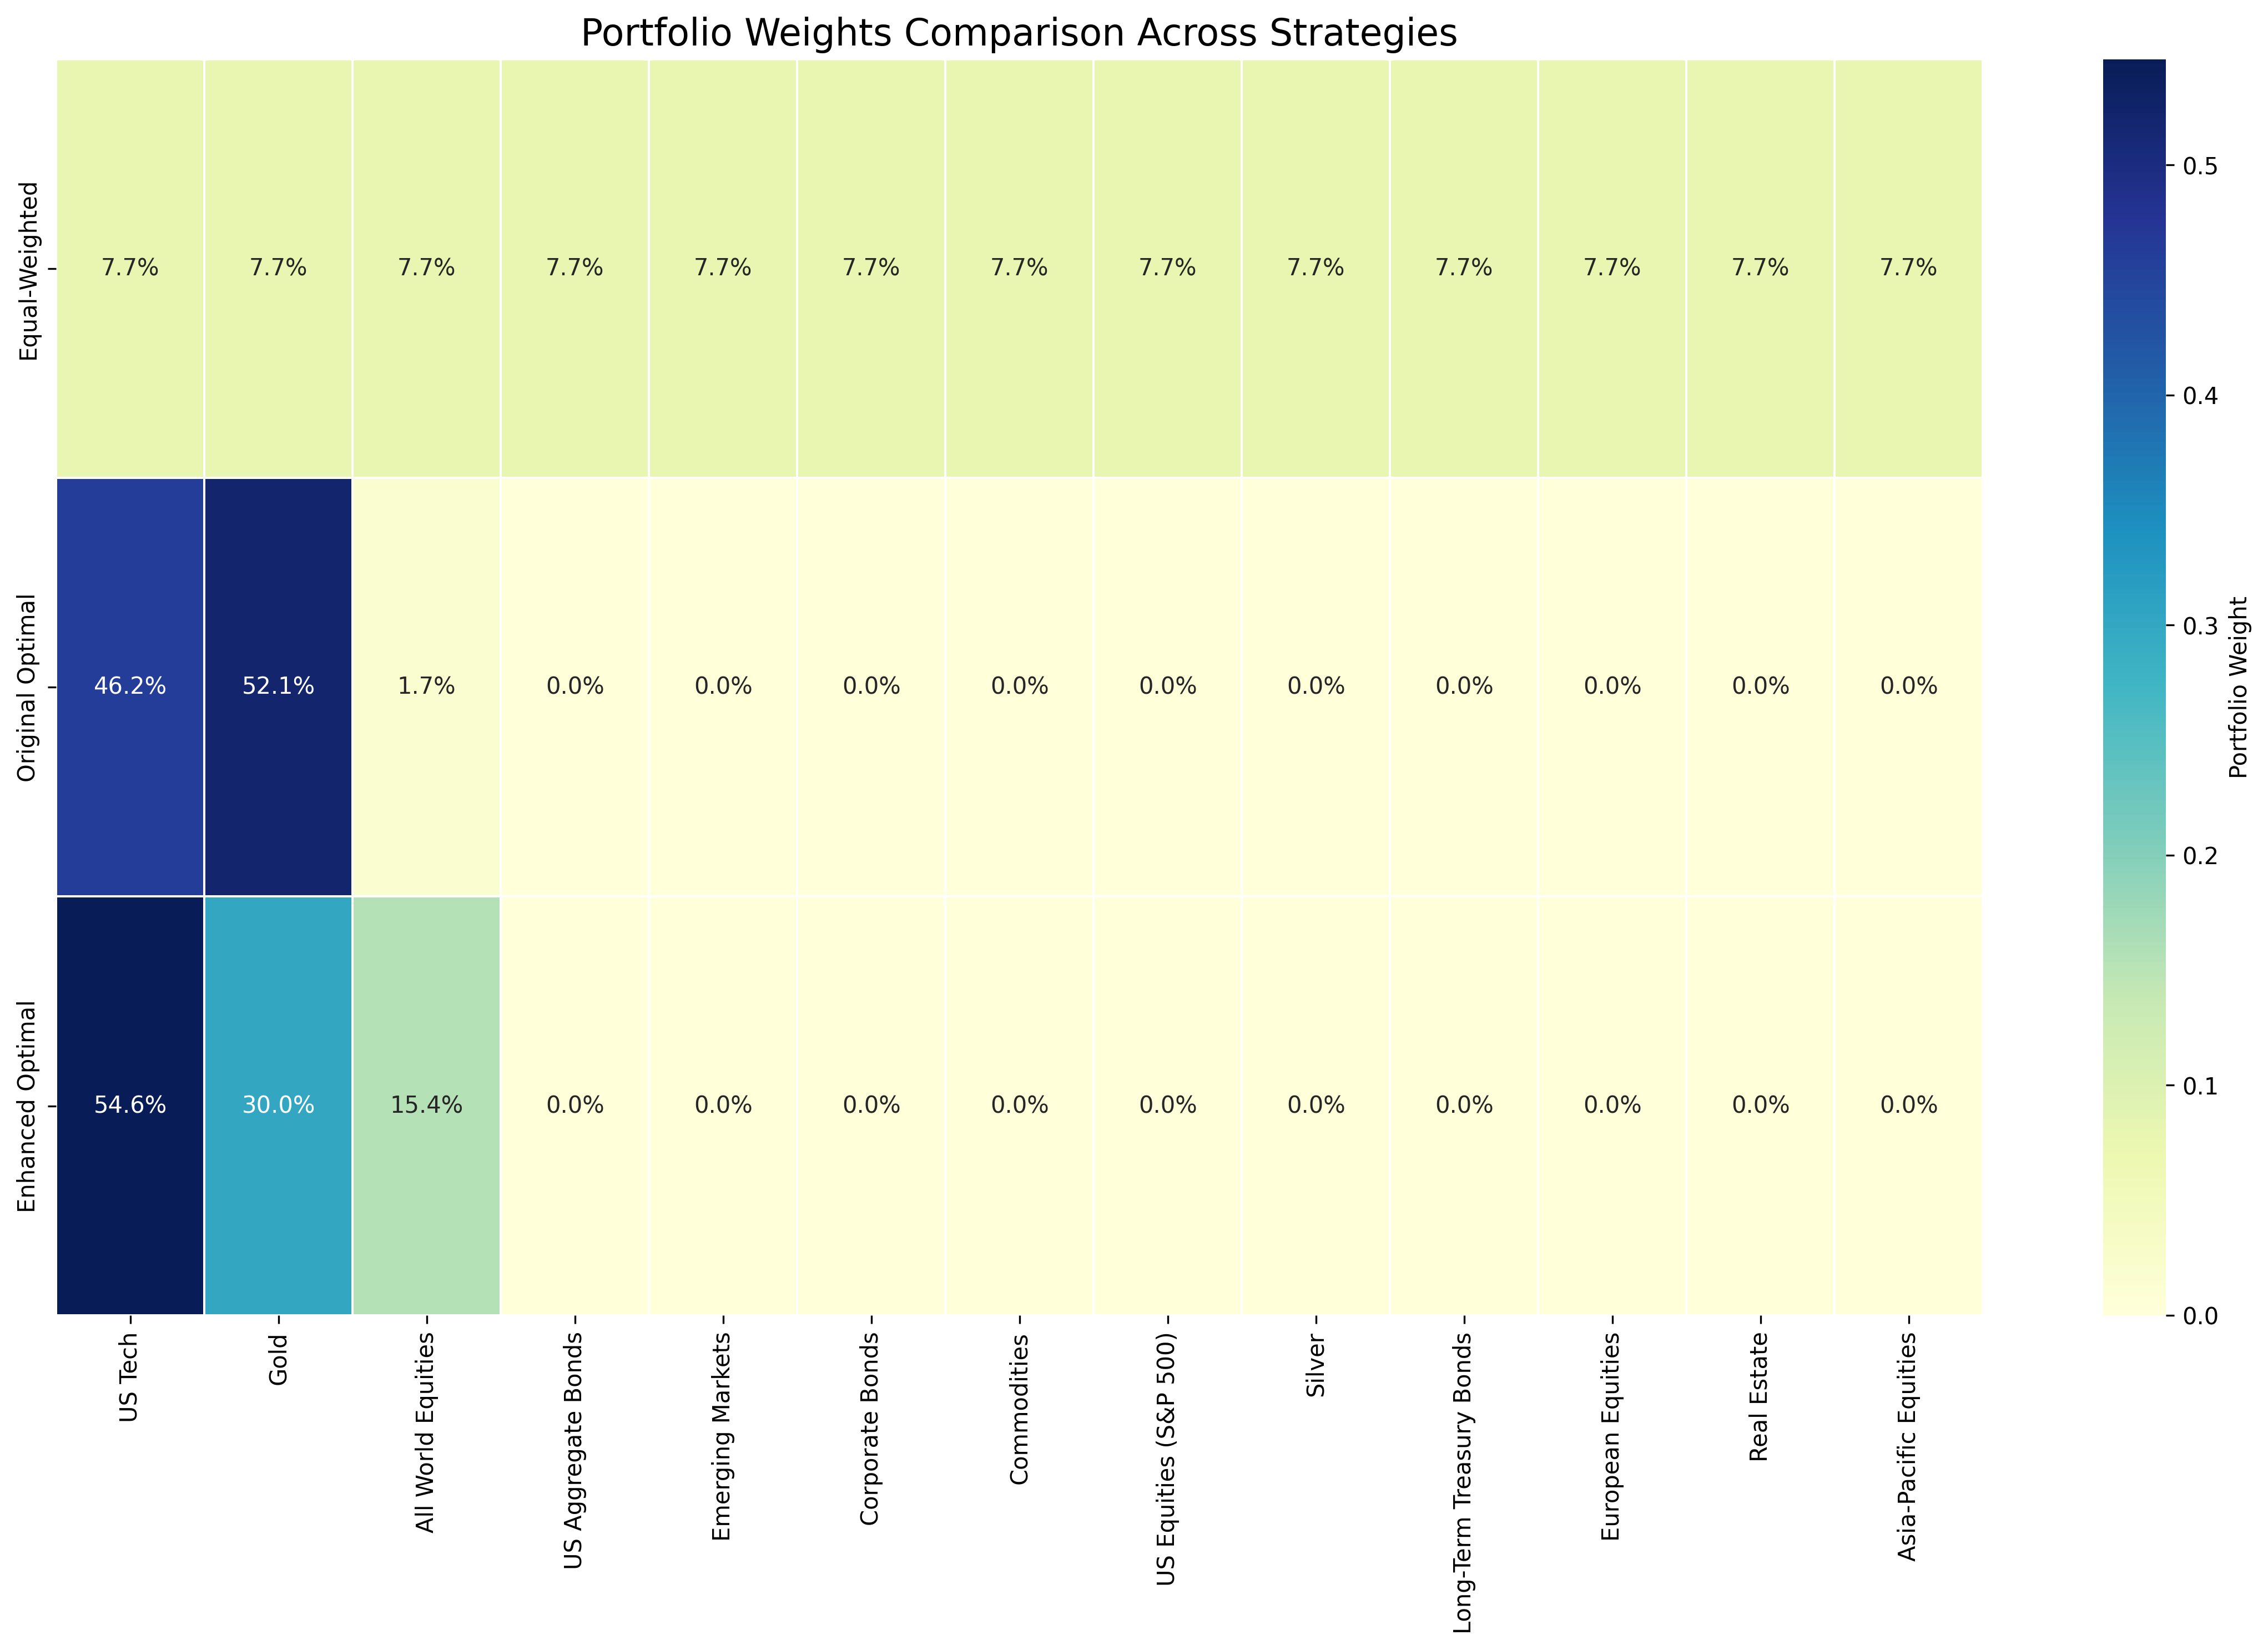 Portfolio Weights Comparison Across Strategies
Equal-Weighted
7.7% 7.7% 7.7% 7.7% 7.7% 7.7% 7.7% 7.7% 7.7% 7.7% 7.7% 7.7% 7.7%
Original Optimal
46.2% 52.1% 1.7% 0.0% 0.0% 0.0% 0.0% 0.0% 0.0% 0.0% 0.0% 0.0% 0.0%
Enhanced Optimal
54.6% 30.0% 15.4% 0.0% 0.0% 0.0% 0.0% 0.0% 0.0% 0.0% 0.0% 0.0% 0.0%
US Tech
Gold
All World Equities
US Aggregate Bonds
Emerging Markets
Corporate Bonds
Commodities
US Equities (S&P 500)
Silver
Long-Term Treasury Bonds
European Equities
Real Estate
Asia-Pacific Equities
0.5
0.4
0.3
0.2
0.1
0.0
Portfolio Weight